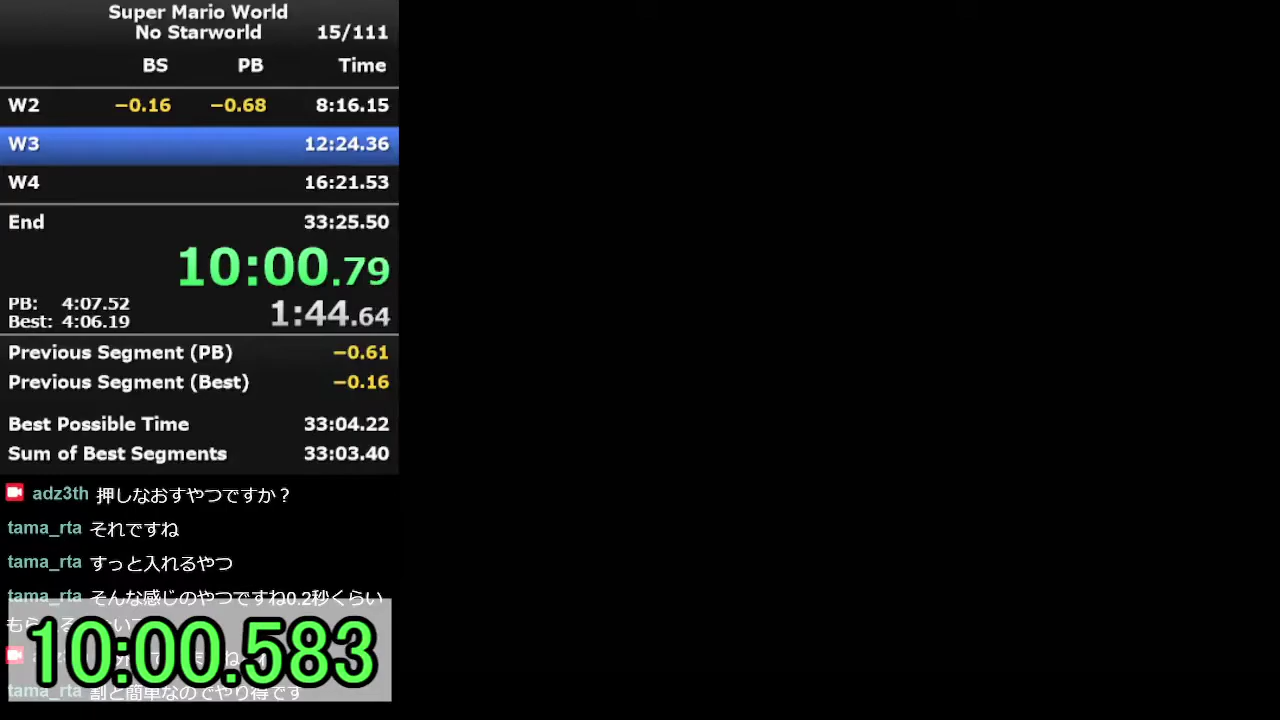 Super Mario World
No Starworld 15/111
BS PB Time
W2 −0.16 −0.68 8:16.15
W3 12:24.36
W4 16:21.53
End 33:25.50
10:00.79
PB: 4:07.52
Best: 4:06.19
1:44.64
Previous Segment (PB) −0.61
Previous Segment (Best) −0.16
Best Possible Time 33:04.22
Sum of Best Segments 33:03.40
adz3th 押しなおすやつですか？
tama_rta それですね
tama_rta すっと入れるやつ
tama_rta そんな感じのやつですね0.2秒くらい
10:00.583
tama_rta 割と簡単なのでやり得です